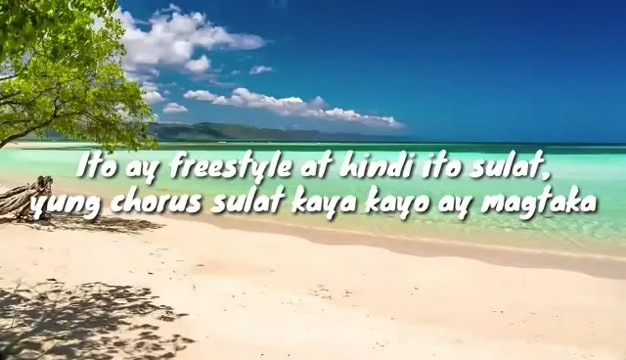 Ito ay freestyle at hindi ito sulat,
yung chorus sulat kaya kayo ay magtaka